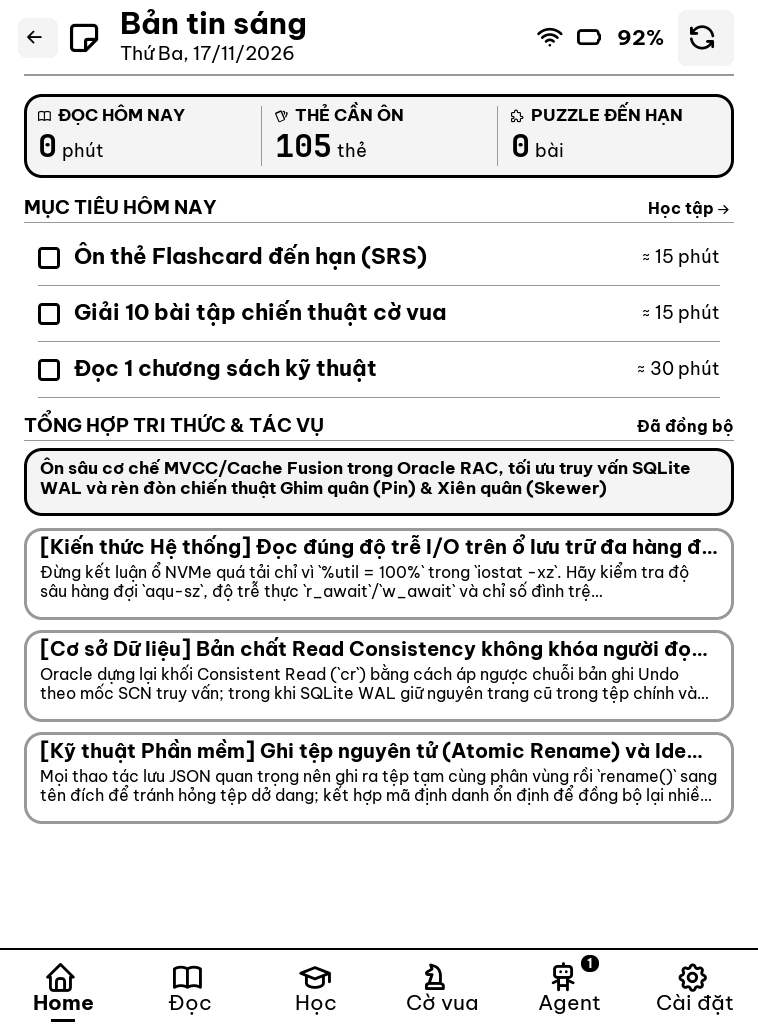 Bản tin sáng
Thứ Ba, 17/11/2026
92%
ĐỌC HÔM NAY
0 phút
THẺ CẦN ÔN
105 thẻ
PUZZLE ĐẾN HẠN
0 bài
MỤC TIÊU HÔM NAY
Học tập →
Ôn thẻ Flashcard đến hạn (SRS)
≈ 15 phút
Giải 10 bài tập chiến thuật cờ vua
≈ 15 phút
Đọc 1 chương sách kỹ thuật
≈ 30 phút
TỔNG HỢP TRI THỨC & TÁC VỤ
Đã đồng bộ
Ôn sâu cơ chế MVCC/Cache Fusion trong Oracle RAC, tối ưu truy vấn SQLite
WAL và rèn đòn chiến thuật Ghim quân (Pin) & Xiên quân (Skewer)
[Kiến thức Hệ thống] Đọc đúng độ trễ I/O trên ổ lưu trữ đa hàng đ...
Đừng kết luận ổ NVMe quá tải chỉ vì `%util = 100%` trong `iostat -xz`. Hãy kiểm tra độ
sâu hàng đợi `aqu-sz`, độ trễ thực `r_await`/`w_await` và chỉ số đình trệ...
[Cơ sở Dữ liệu] Bản chất Read Consistency không khóa người đọ...
Oracle dựng lại khối Consistent Read (`cr`) bằng cách áp ngược chuỗi bản ghi Undo
theo mốc SCN truy vấn; trong khi SQLite WAL giữ nguyên trang cũ trong tệp chính và...
[Kỹ thuật Phần mềm] Ghi tệp nguyên tử (Atomic Rename) và Ide...
Mọi thao tác lưu JSON quan trọng nên ghi ra tệp tạm cùng phân vùng rồi `rename()` sang
tên đích để tránh hỏng tệp dở dang; kết hợp mã định danh ổn định để đồng bộ lại nhiề...
1
Home
Đọc
Học
Cờ vua
Agent
Cài đặt